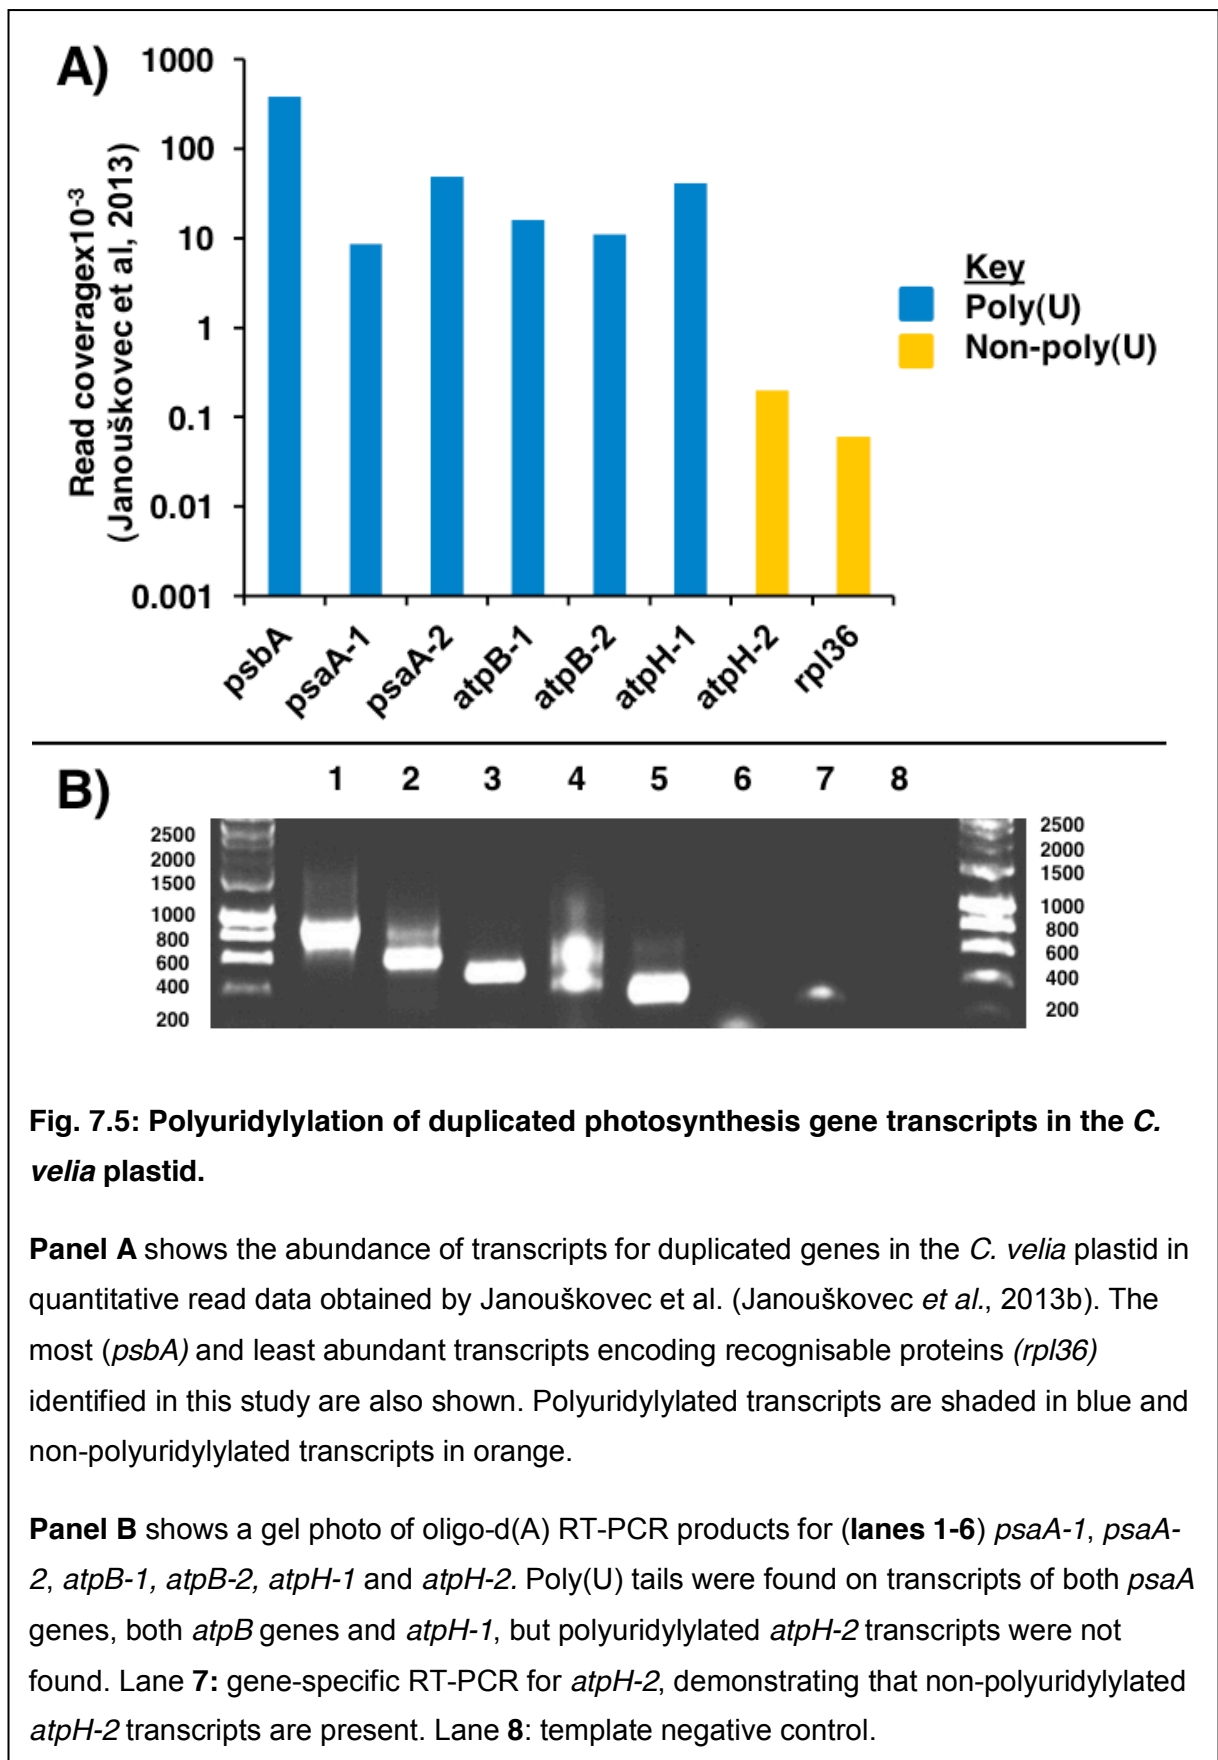 A)
1000
100
10
1
0.1
0.01
0.001
Read coveragex10-3
(Janouškovec et al, 2013)
psbA
psaA-1
psaA-2
atpB-1
atpB-2
atpH-1
atpH-2
rpl36
Key
Poly(U)
Non-poly(U)
B)
1 2 3 4 5 6 7 8
2500
2000
1500
1000
800
600
400
200
2500
2000
1500
1000
800
600
400
200
Fig. 7.5: Polyuridylylation of duplicated photosynthesis gene transcripts in the C.
velia plastid.
Panel A shows the abundance of transcripts for duplicated genes in the C. velia plastid in
quantitative read data obtained by Janouškovec et al. (Janouškovec et al., 2013b). The
most (psbA) and least abundant transcripts encoding recognisable proteins (rpl36)
identified in this study are also shown. Polyuridylylated transcripts are shaded in blue and
non-polyuridylylated transcripts in orange.
Panel B shows a gel photo of oligo-d(A) RT-PCR products for (lanes 1-6) psaA-1, psaA-
2, atpB-1, atpB-2, atpH-1 and atpH-2. Poly(U) tails were found on transcripts of both psaA
genes, both atpB genes and atpH-1, but polyuridylylated atpH-2 transcripts were not
found. Lane 7: gene-specific RT-PCR for atpH-2, demonstrating that non-polyuridylylated
atpH-2 transcripts are present. Lane 8: template negative control.